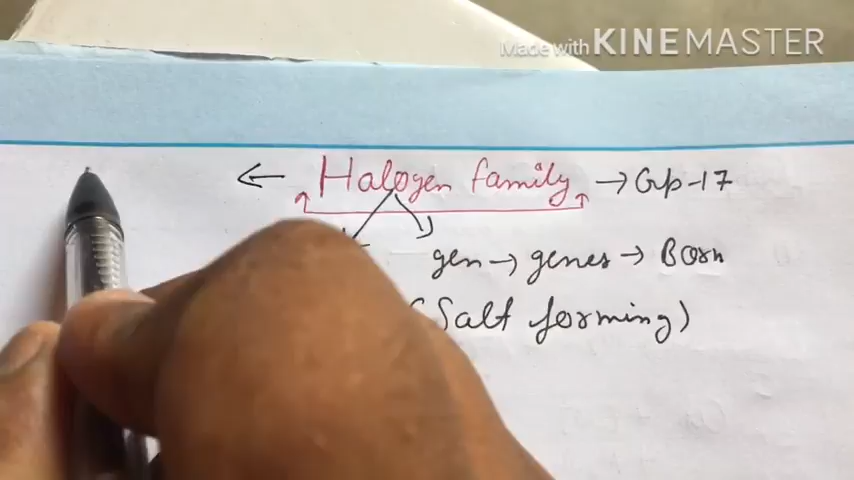 Made with KINEMASTER
← Halogen family → Gp-17
gen → genes → Born
(Salt forming)